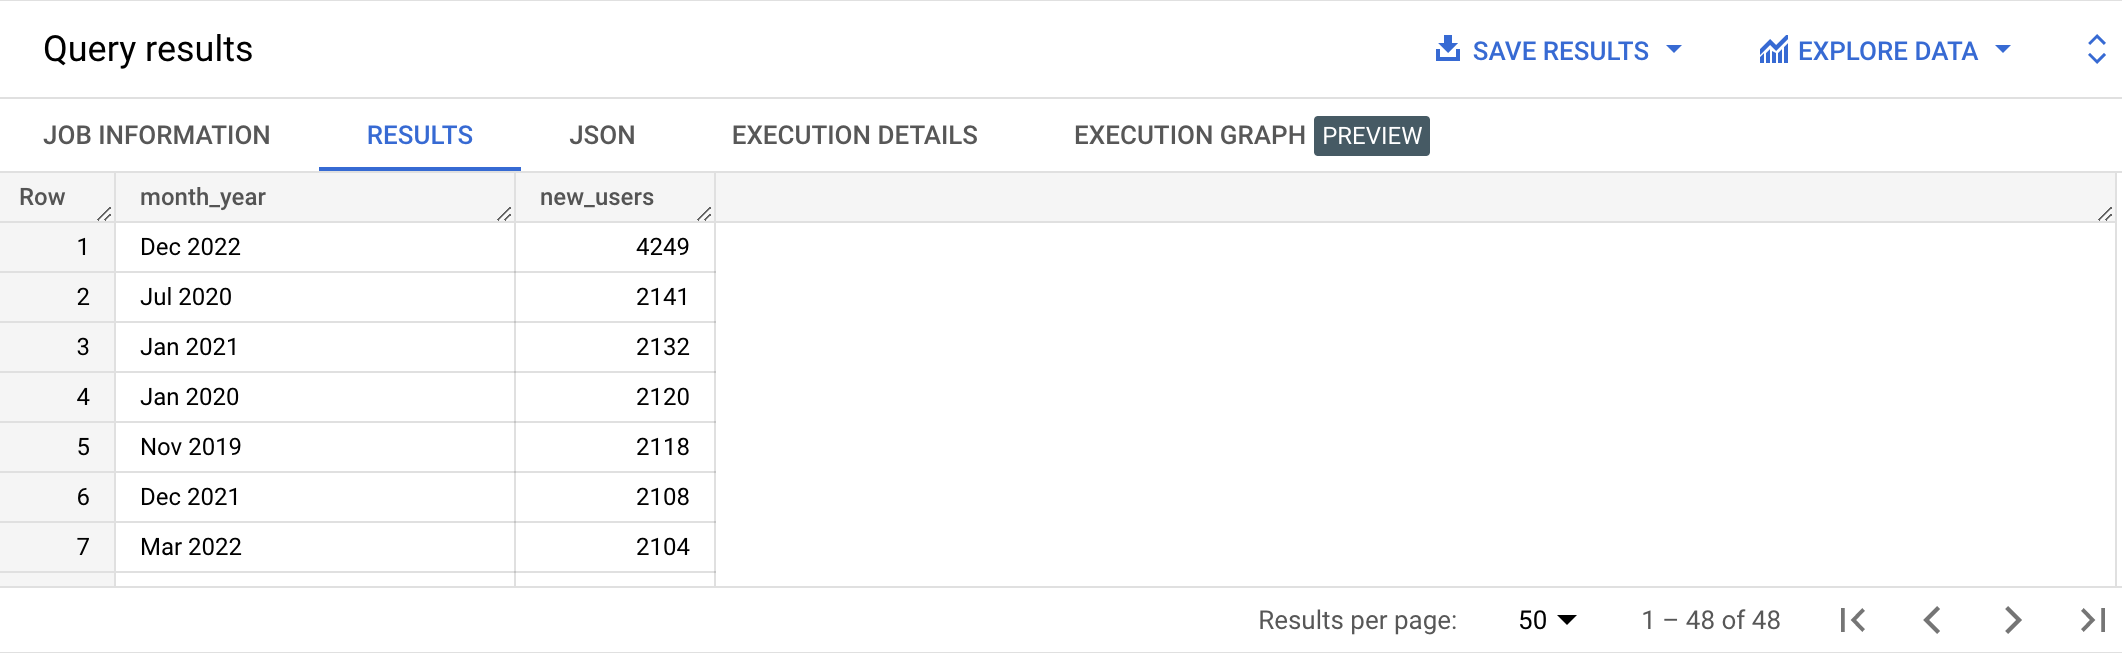 Query results
SAVE RESULTS
EXPLORE DATA
JOB INFORMATION RESULTS JSON EXECUTION DETAILS EXECUTION GRAPH PREVIEW
Row month_year new_users
1 Dec 2022 4249
2 Jul 2020 2141
3 Jan 2021 2132
4 Jan 2020 2120
5 Nov 2019 2118
6 Dec 2021 2108
7 Mar 2022 2104
Results per page: 50 1 – 48 of 48